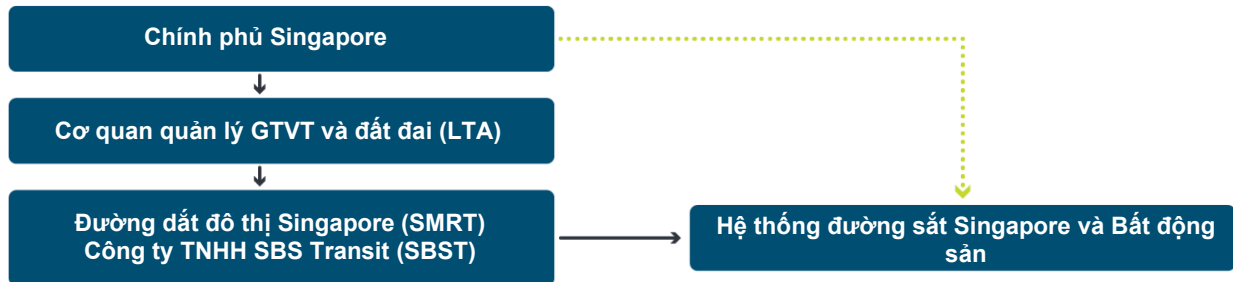 Chính phủ Singapore
Cơ quan quản lý GTVT và đất đai (LTA)
Đường dắt đô thị Singapore (SMRT)
Công ty TNHH SBS Transit (SBST)
Hệ thống đường sắt Singapore và Bất động
sản